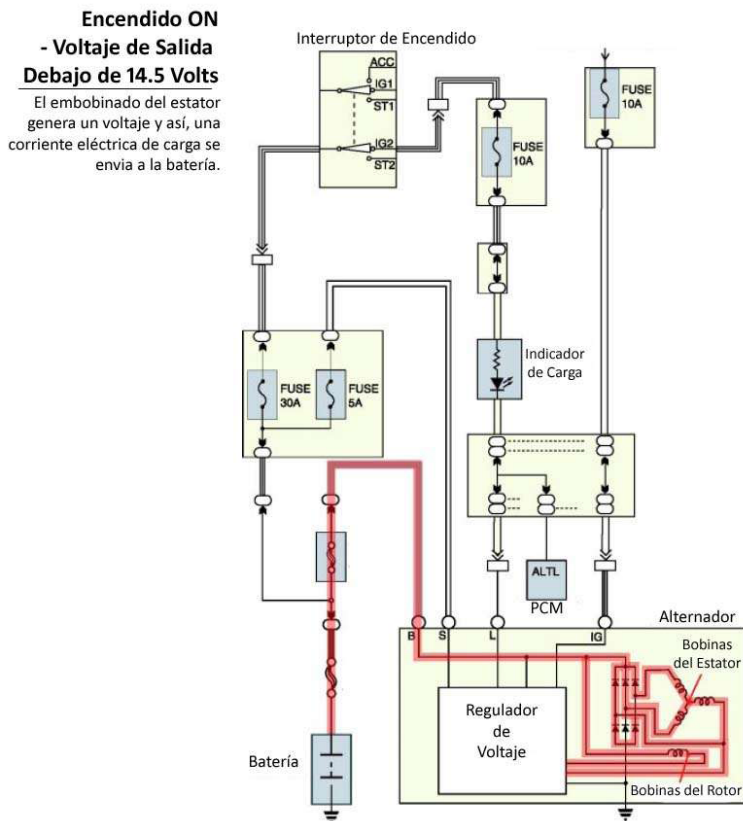 Encendido ON
- Voltaje de Salida
Debajo de 14.5 Volts
El embobinado del estator
genera un voltaje y así, una
corriente eléctrica de carga se
envia a la batería.
Interruptor de Encendido
ACC
IG1
ST1
IG2
ST2
FUSE
10A
FUSE
10A
FUSE
30A
FUSE
5A
Indicador
de Carga
ALTL
PCM
Alternador
B
S
L
IG
Bobinas
del Estator
Regulador
de
Voltaje
Batería
Bobinas del Rotor